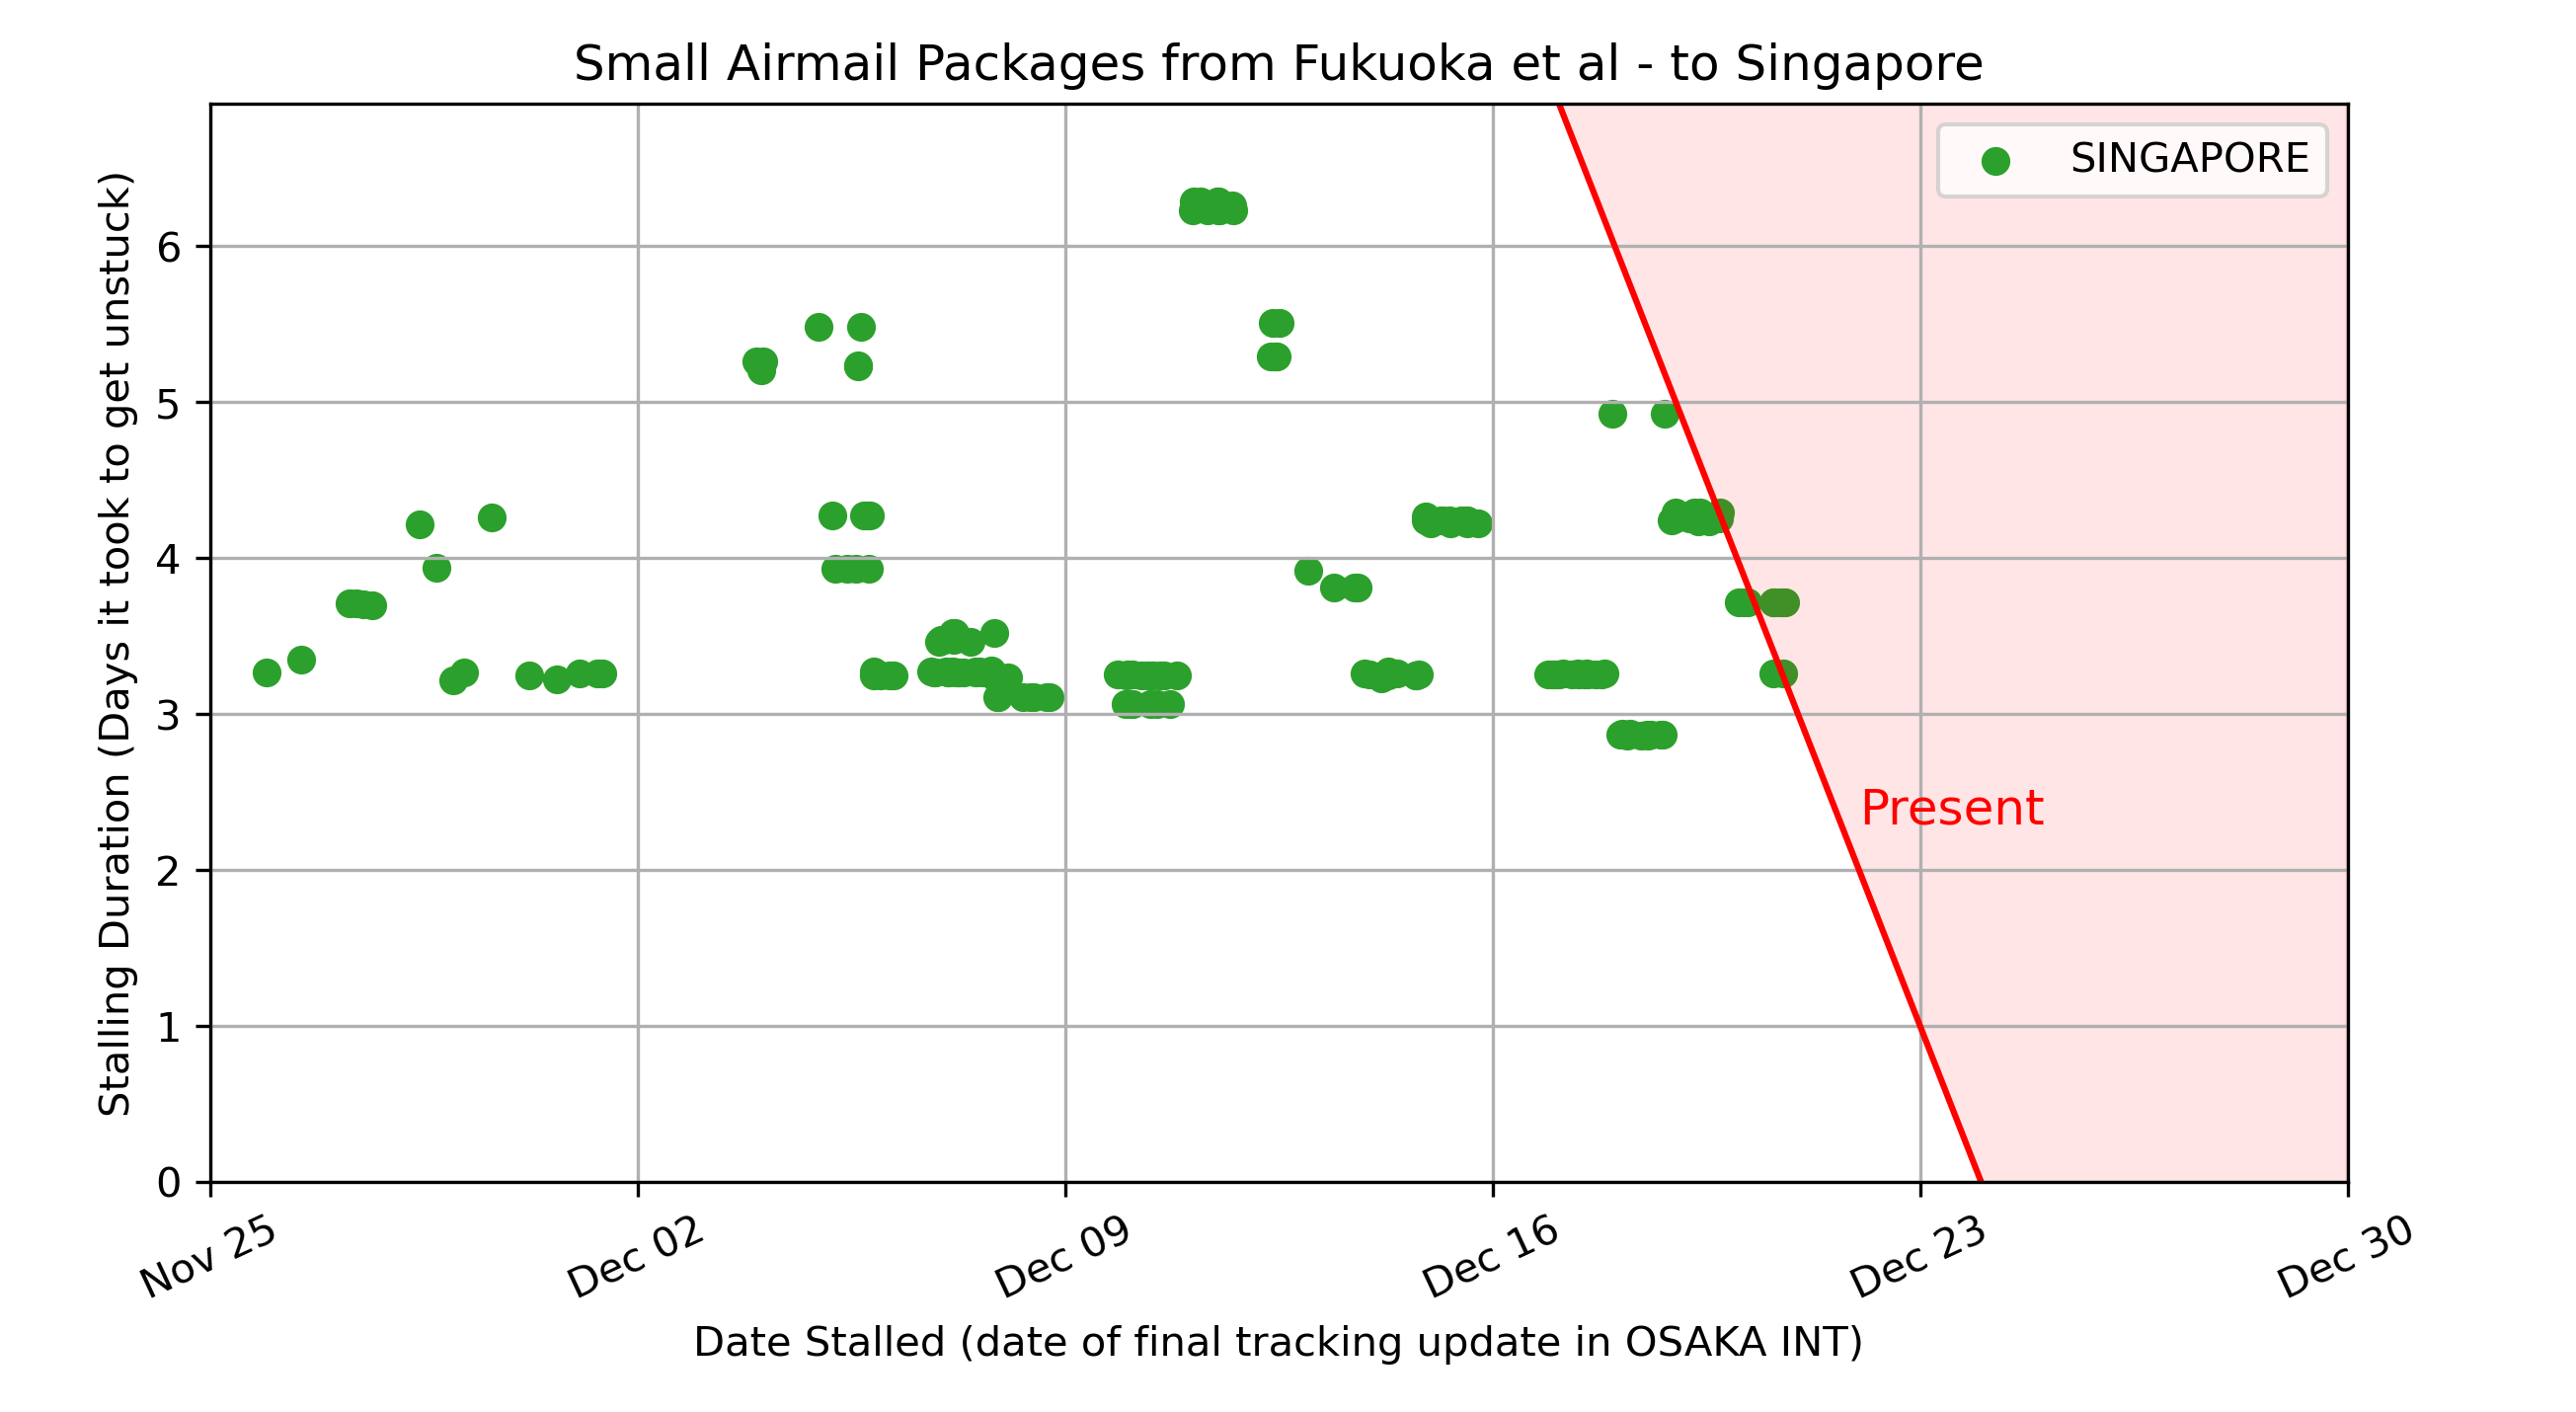 Small Airmail Packages from Fukuoka et al - to Singapore
SINGAPORE
Stalling Duration (Days it took to get unstuck)
6
5
4
3
2
1
0
Present
Nov 25
Dec 02
Dec 09
Dec 16
Dec 23
Dec 30
Date Stalled (date of final tracking update in OSAKA INT)